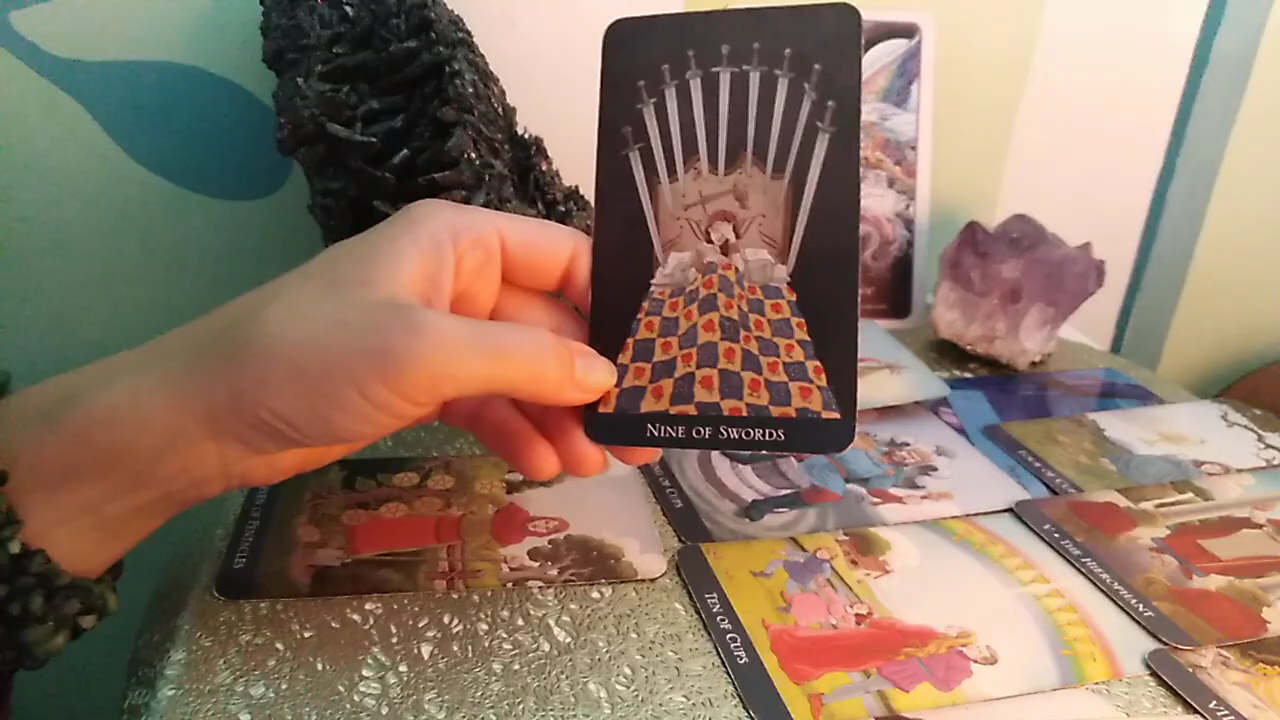 NINE OF SWORDS
OF CUPS
TEN OF CUPS
V • THE HIEROPHANT
OF PENTACLES